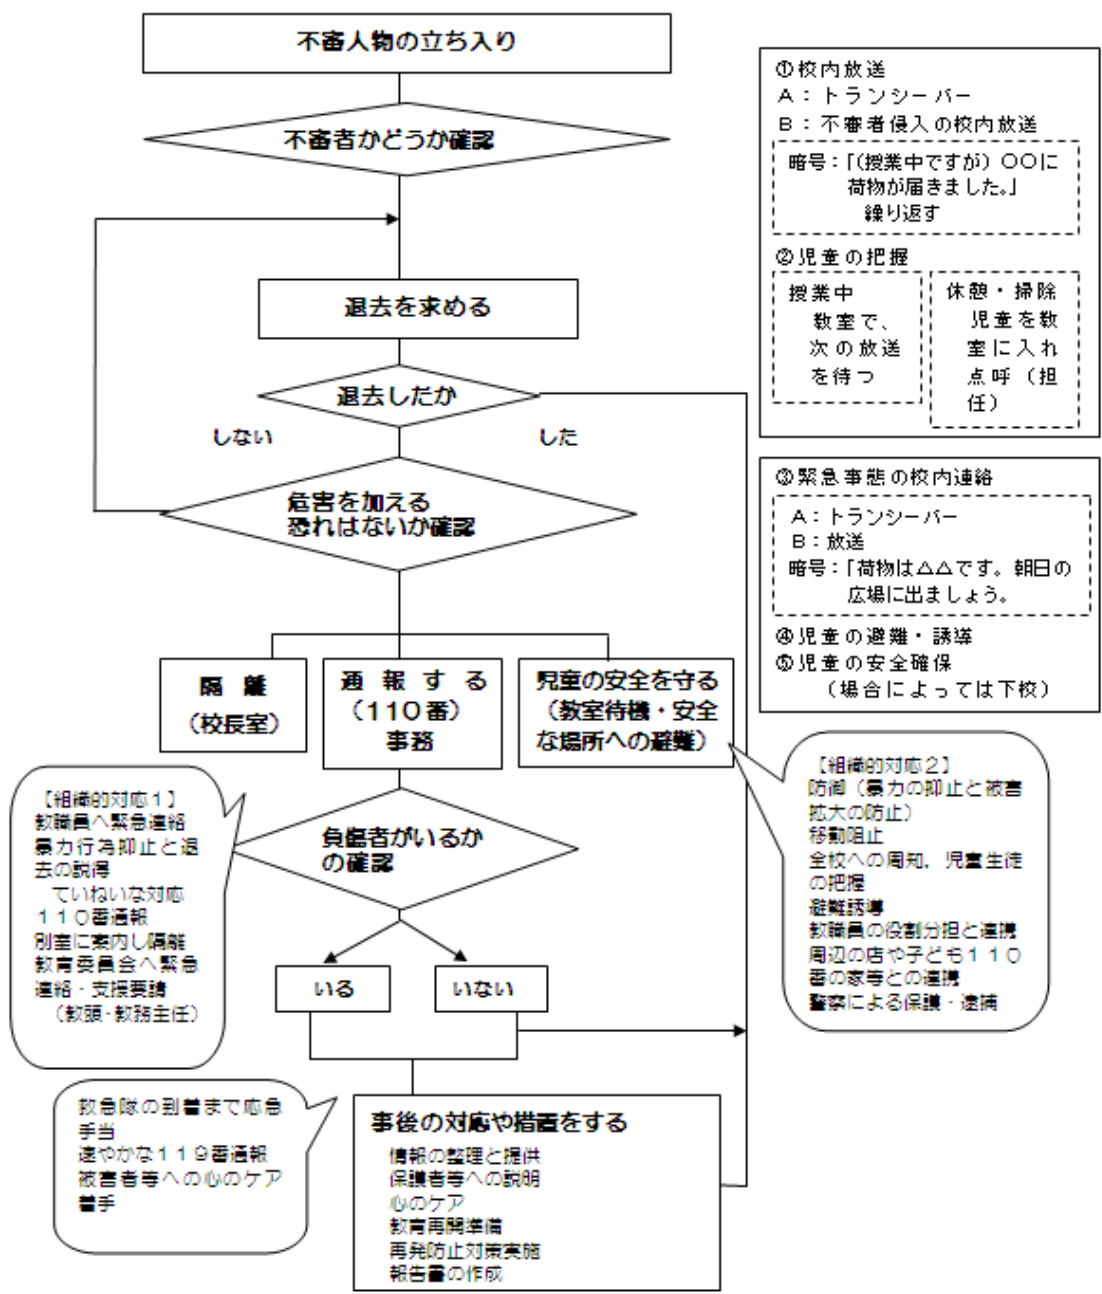 不審人物の立ち入り
不審者かどうか確認
退去を求める
退去したか
しない
した
危害を加える
恐れはないか確認
隔離
（校長室）
通報する
（110番）
事務
児童の安全を守る
（教室待機・安全
な場所への避難）
【組織的対応１】
教職員へ緊急連絡
暴力行為抑止と退
去の説得
ていねいな対応
１１０番通報
別室に案内し隔離
教育委員会へ緊急
連絡・支援要請
（教頭・教務主任）
負傷者がいるか
の確認
いる
いない
救急隊の到着まで応急
手当
速やかな１１９番通報
被害者等への心のケア
着手
事後の対応や措置をする
情報の整理と提供
保護者等への説明
心のケア
教育再開準備
再発防止対策実施
報告書の作成
①校内放送
Ａ：トランシーバー
Ｂ：不審者侵入の校内放送
暗号：「（授業中ですが）〇〇に
荷物が届きました。」
繰り返す
②児童の把握
授業中
教室で、
次の放送
を待つ
休憩・掃除
児童を教
室に入れ
点呼（担
任）
③緊急事態の校内連絡
Ａ：トランシーバー
Ｂ：放送
暗号：「荷物は△△です。朝日の
広場に出ましょう。
④児童の避難・誘導
⑤児童の安全確保
（場合によっては下校）
【組織的対応２】
防御（暴力の抑止と被害
拡大の防止）
移動阻止
全校への周知，児童生徒
の把握
避難誘導
教職員の役割分担と連携
周辺の店や子ども１１０
番の家等との連携
警察による保護・逮捕